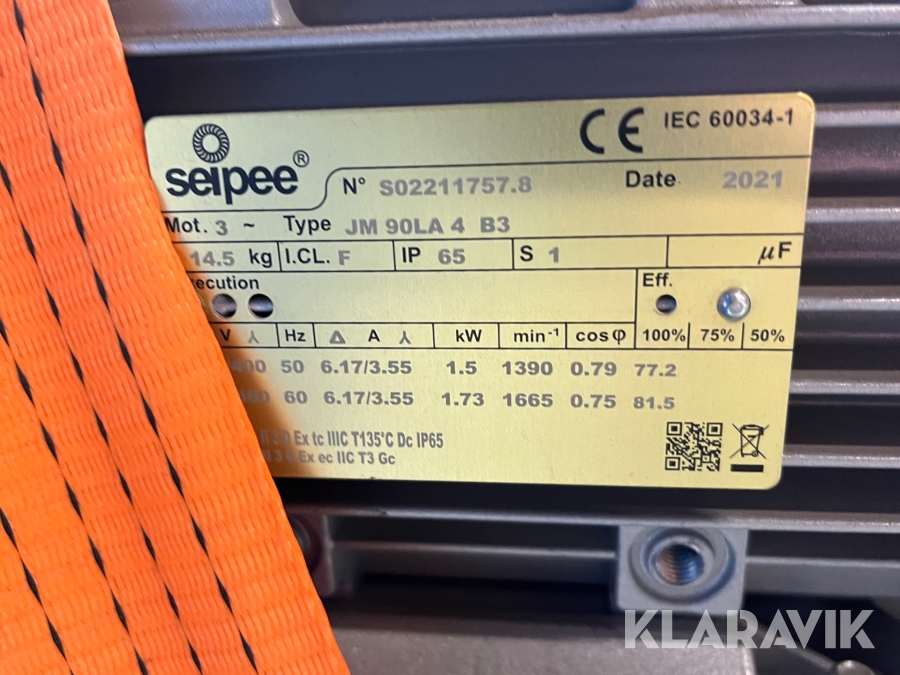 CE IEC 60034-1
seipee®
N° S02211757.8 Date 2021
Mot. 3 ~ Type JM 90LA 4 B3
14.5 kg I.CL. F IP 65 S 1 µF
Eff.
V ⅄ Hz Δ A ⅄ kW min-1 cosφ 100% 75% 50%
50 6.17/3.55 1.5 1390 0.79 77.2
60 6.17/3.55 1.73 1665 0.75 81.5
Ex tc IIIC T135°C Dc IP65
Ex ec IIC T3 Gc
KLARAVIK